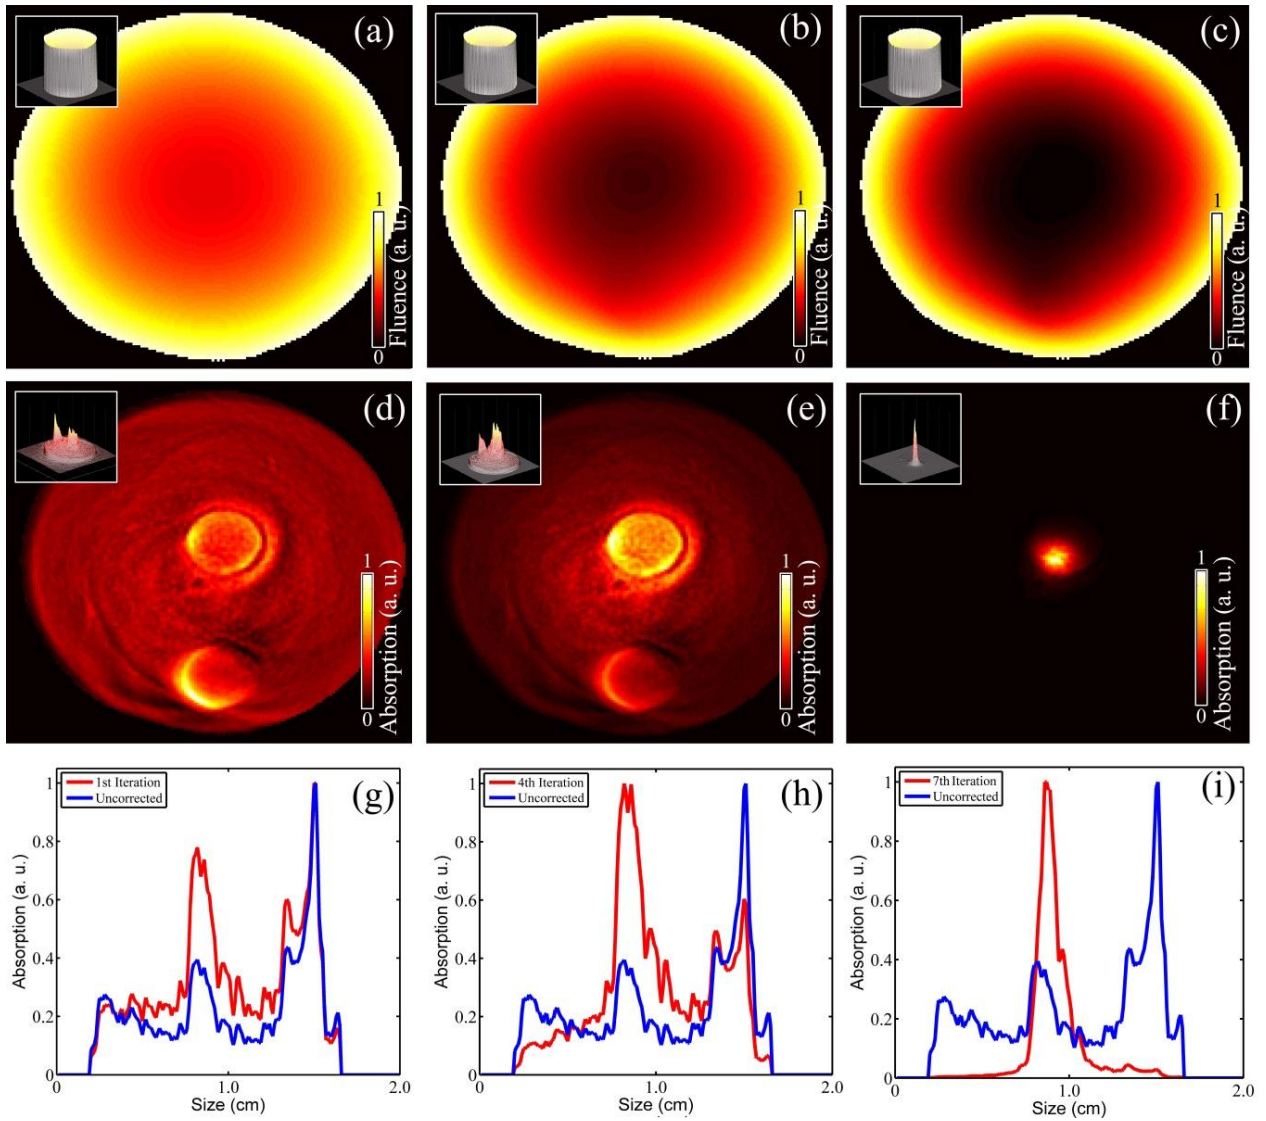 (a)
1
0
Fluence (a. u.)
(b)
1
0
Fluence (a. u.)
(c)
1
0
Fluence (a. u.)
(d)
1
0
Absorption (a. u.)
(e)
1
0
Absorption (a. u.)
(f)
1
0
Absorption (a. u.)
(g)
1st Iteration
Uncorrected
1
0.8
0.6
0.4
0.2
0
Absorption (a. u.)
0
1.0
2.0
Size (cm)
(h)
4th Iteration
Uncorrected
1
0.8
0.6
0.4
0.2
0
Absorption (a. u.)
0
1.0
2.0
Size (cm)
(i)
7th Iteration
Uncorrected
1
0.8
0.6
0.4
0.2
0
Absorption (a. u.)
0
1.0
2.0
Size (cm)